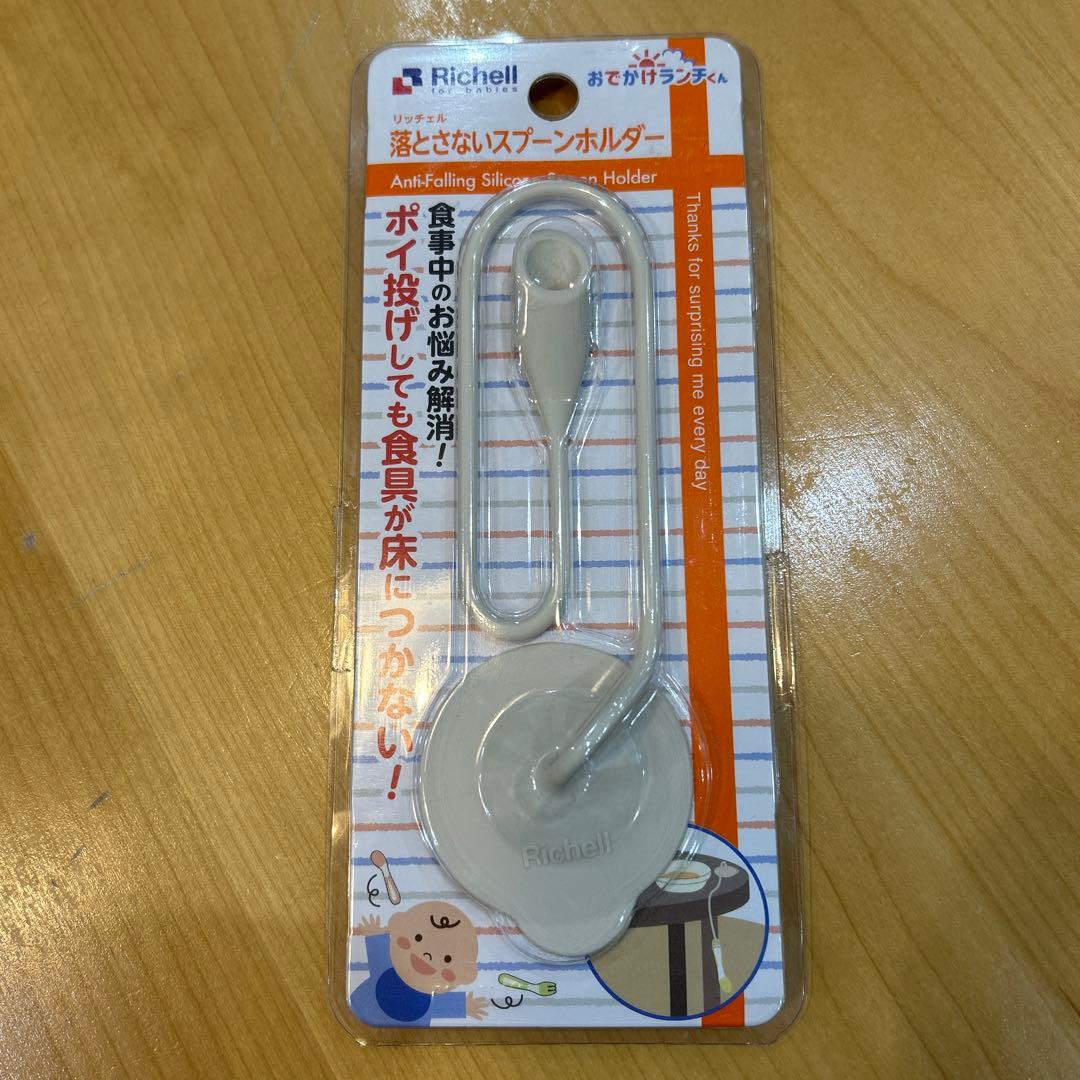 Richell
for babies
おでかけランチくん
リッチェル
落とさないスプーンホルダー
Anti-Falling Silicone Spoon Holder
食事中のお悩み解消!
ポイ投げしても食具が床につかない!
Thanks for surprising me every day
Richell